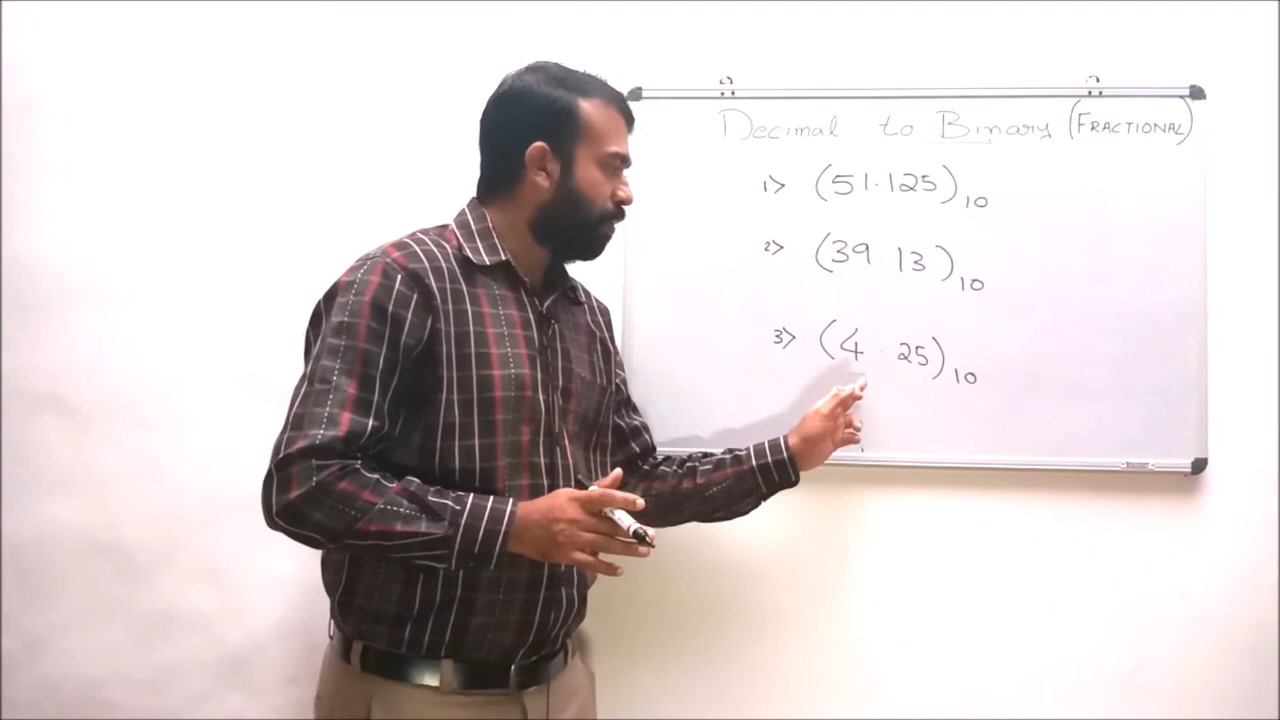 Decimal to Binary (FRACTIONAL)
1> (51.125)10
2> (39.13)10
3> (4.25)10